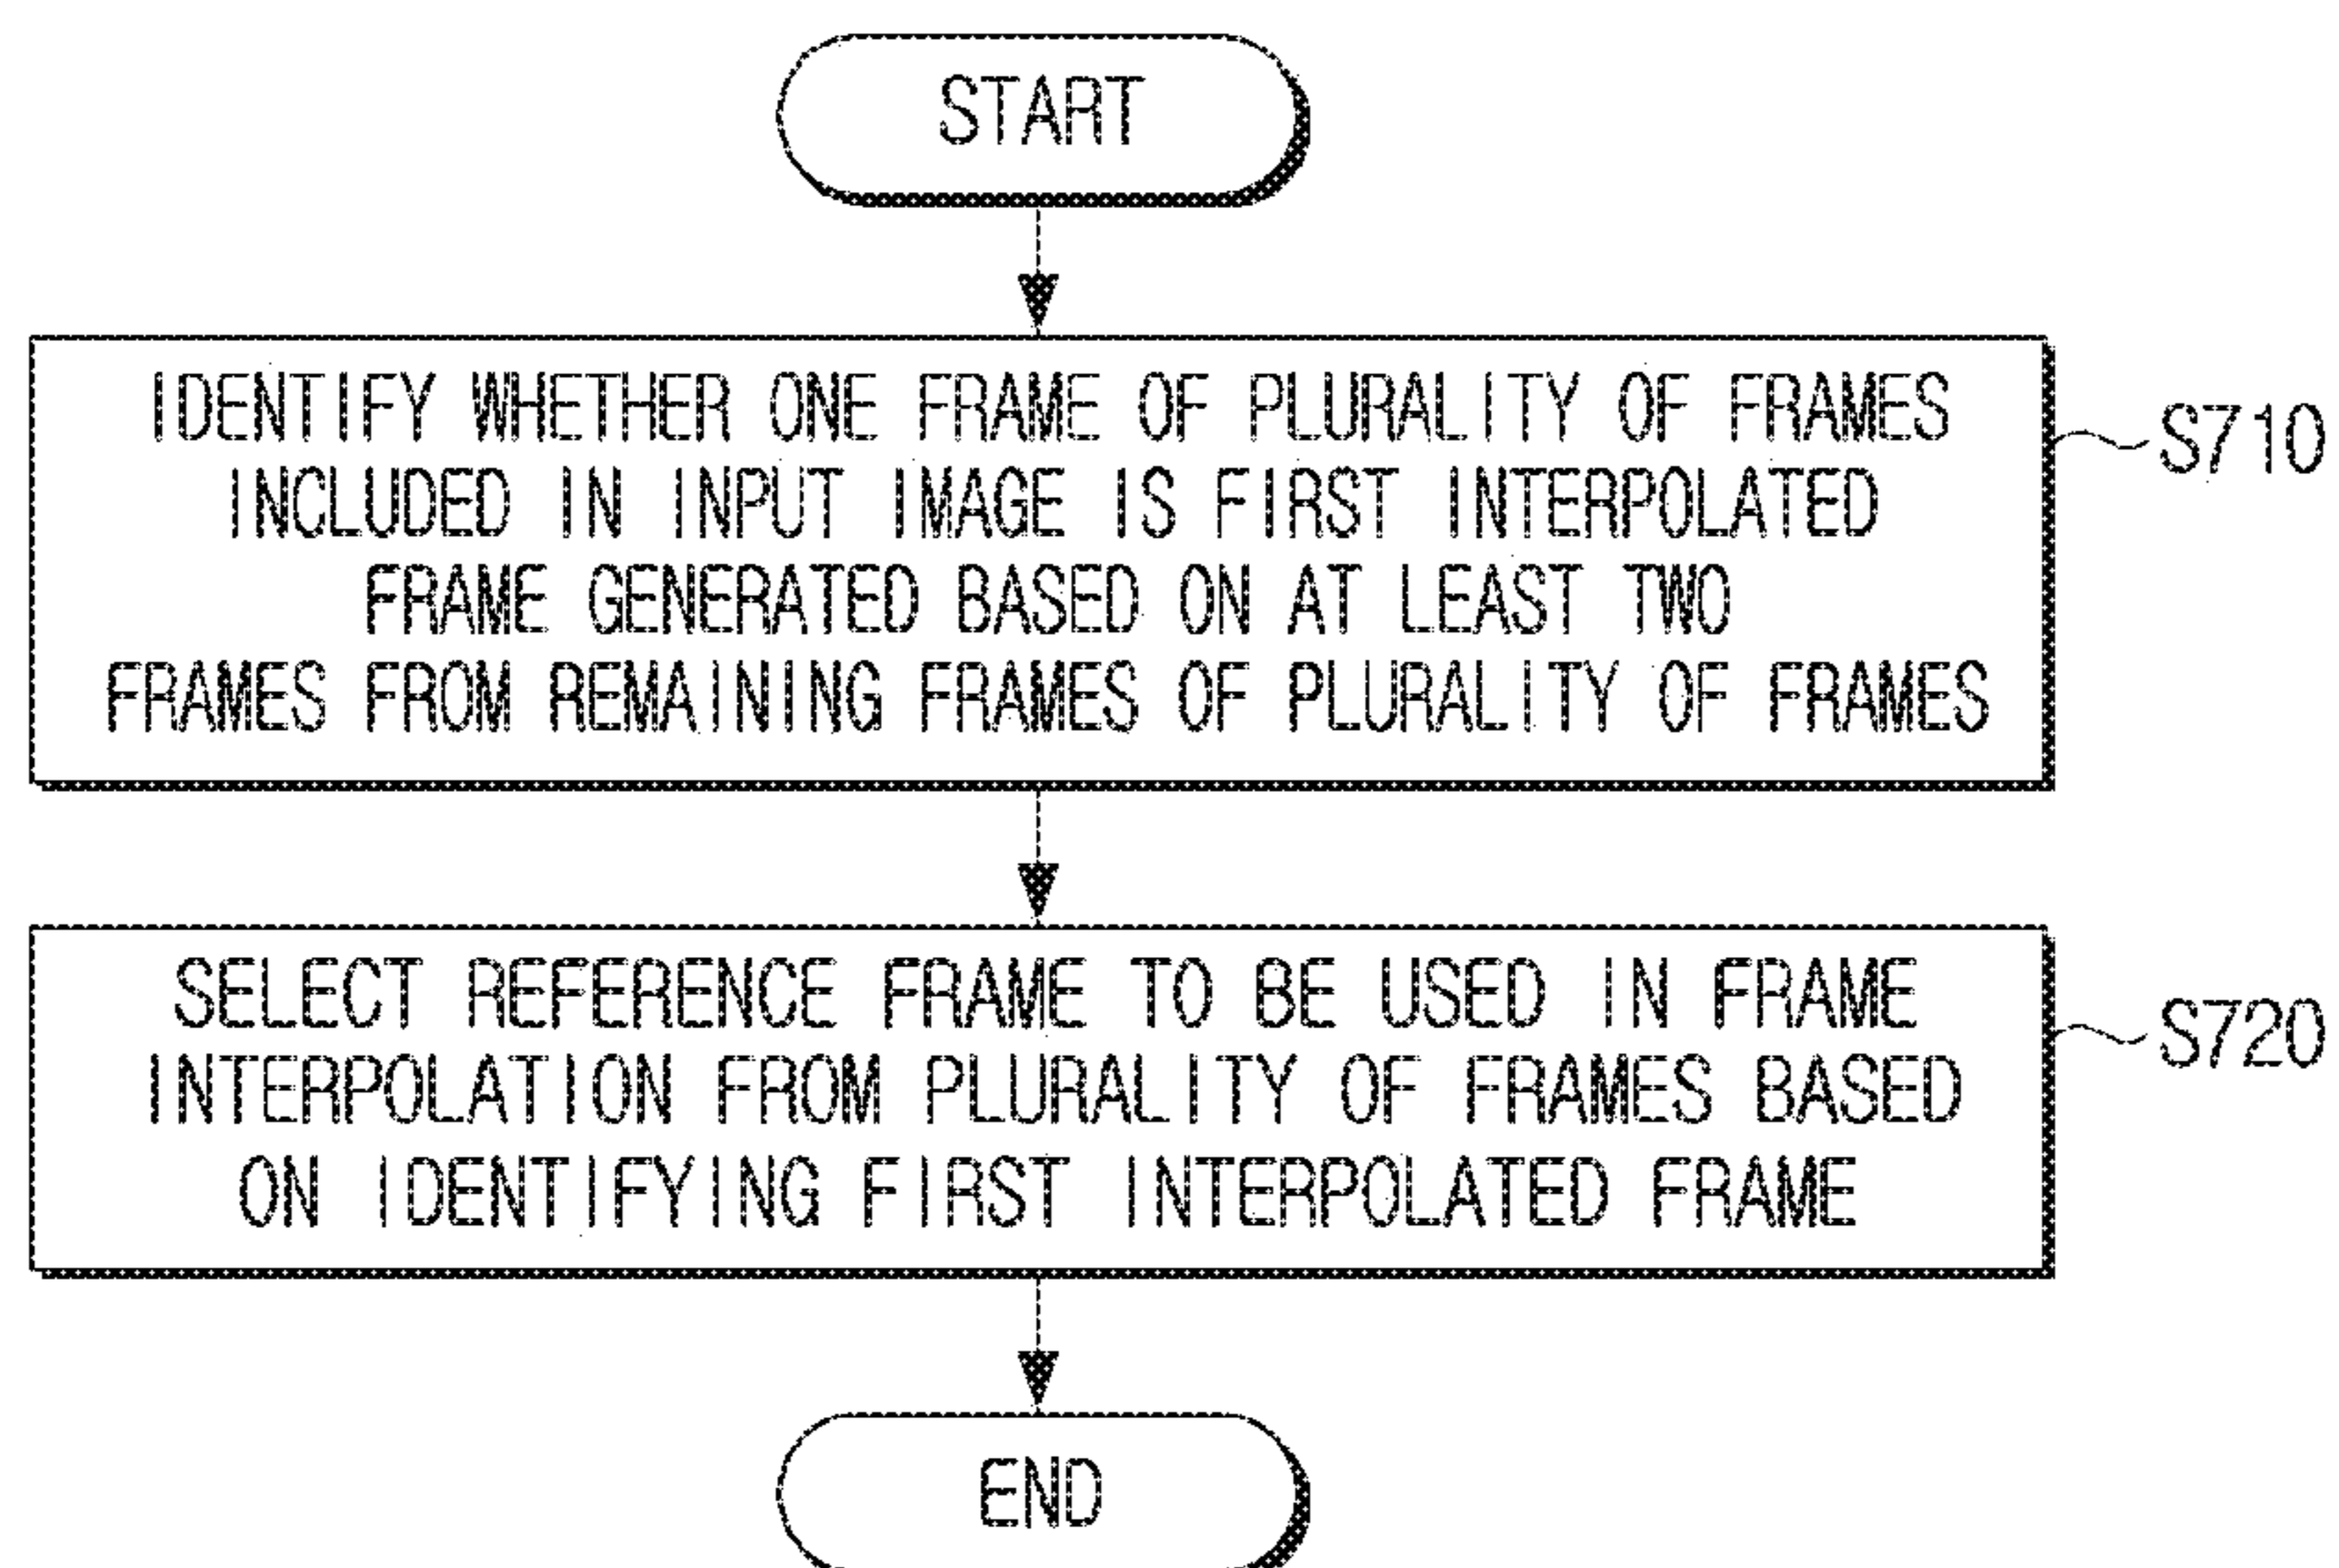 START
IDENTIFY WHETHER ONE FRAME OF PLURALITY OF FRAMES
INCLUDED IN INPUT IMAGE IS FIRST INTERPOLATED
FRAME GENERATED BASED ON AT LEAST TWO
FRAMES FROM REMAINING FRAMES OF PLURALITY OF FRAMES
S710
SELECT REFERENCE FRAME TO BE USED IN FRAME
INTERPOLATION FROM PLURALITY OF FRAMES BASED
ON IDENTIFYING FIRST INTERPOLATED FRAME
S720
END